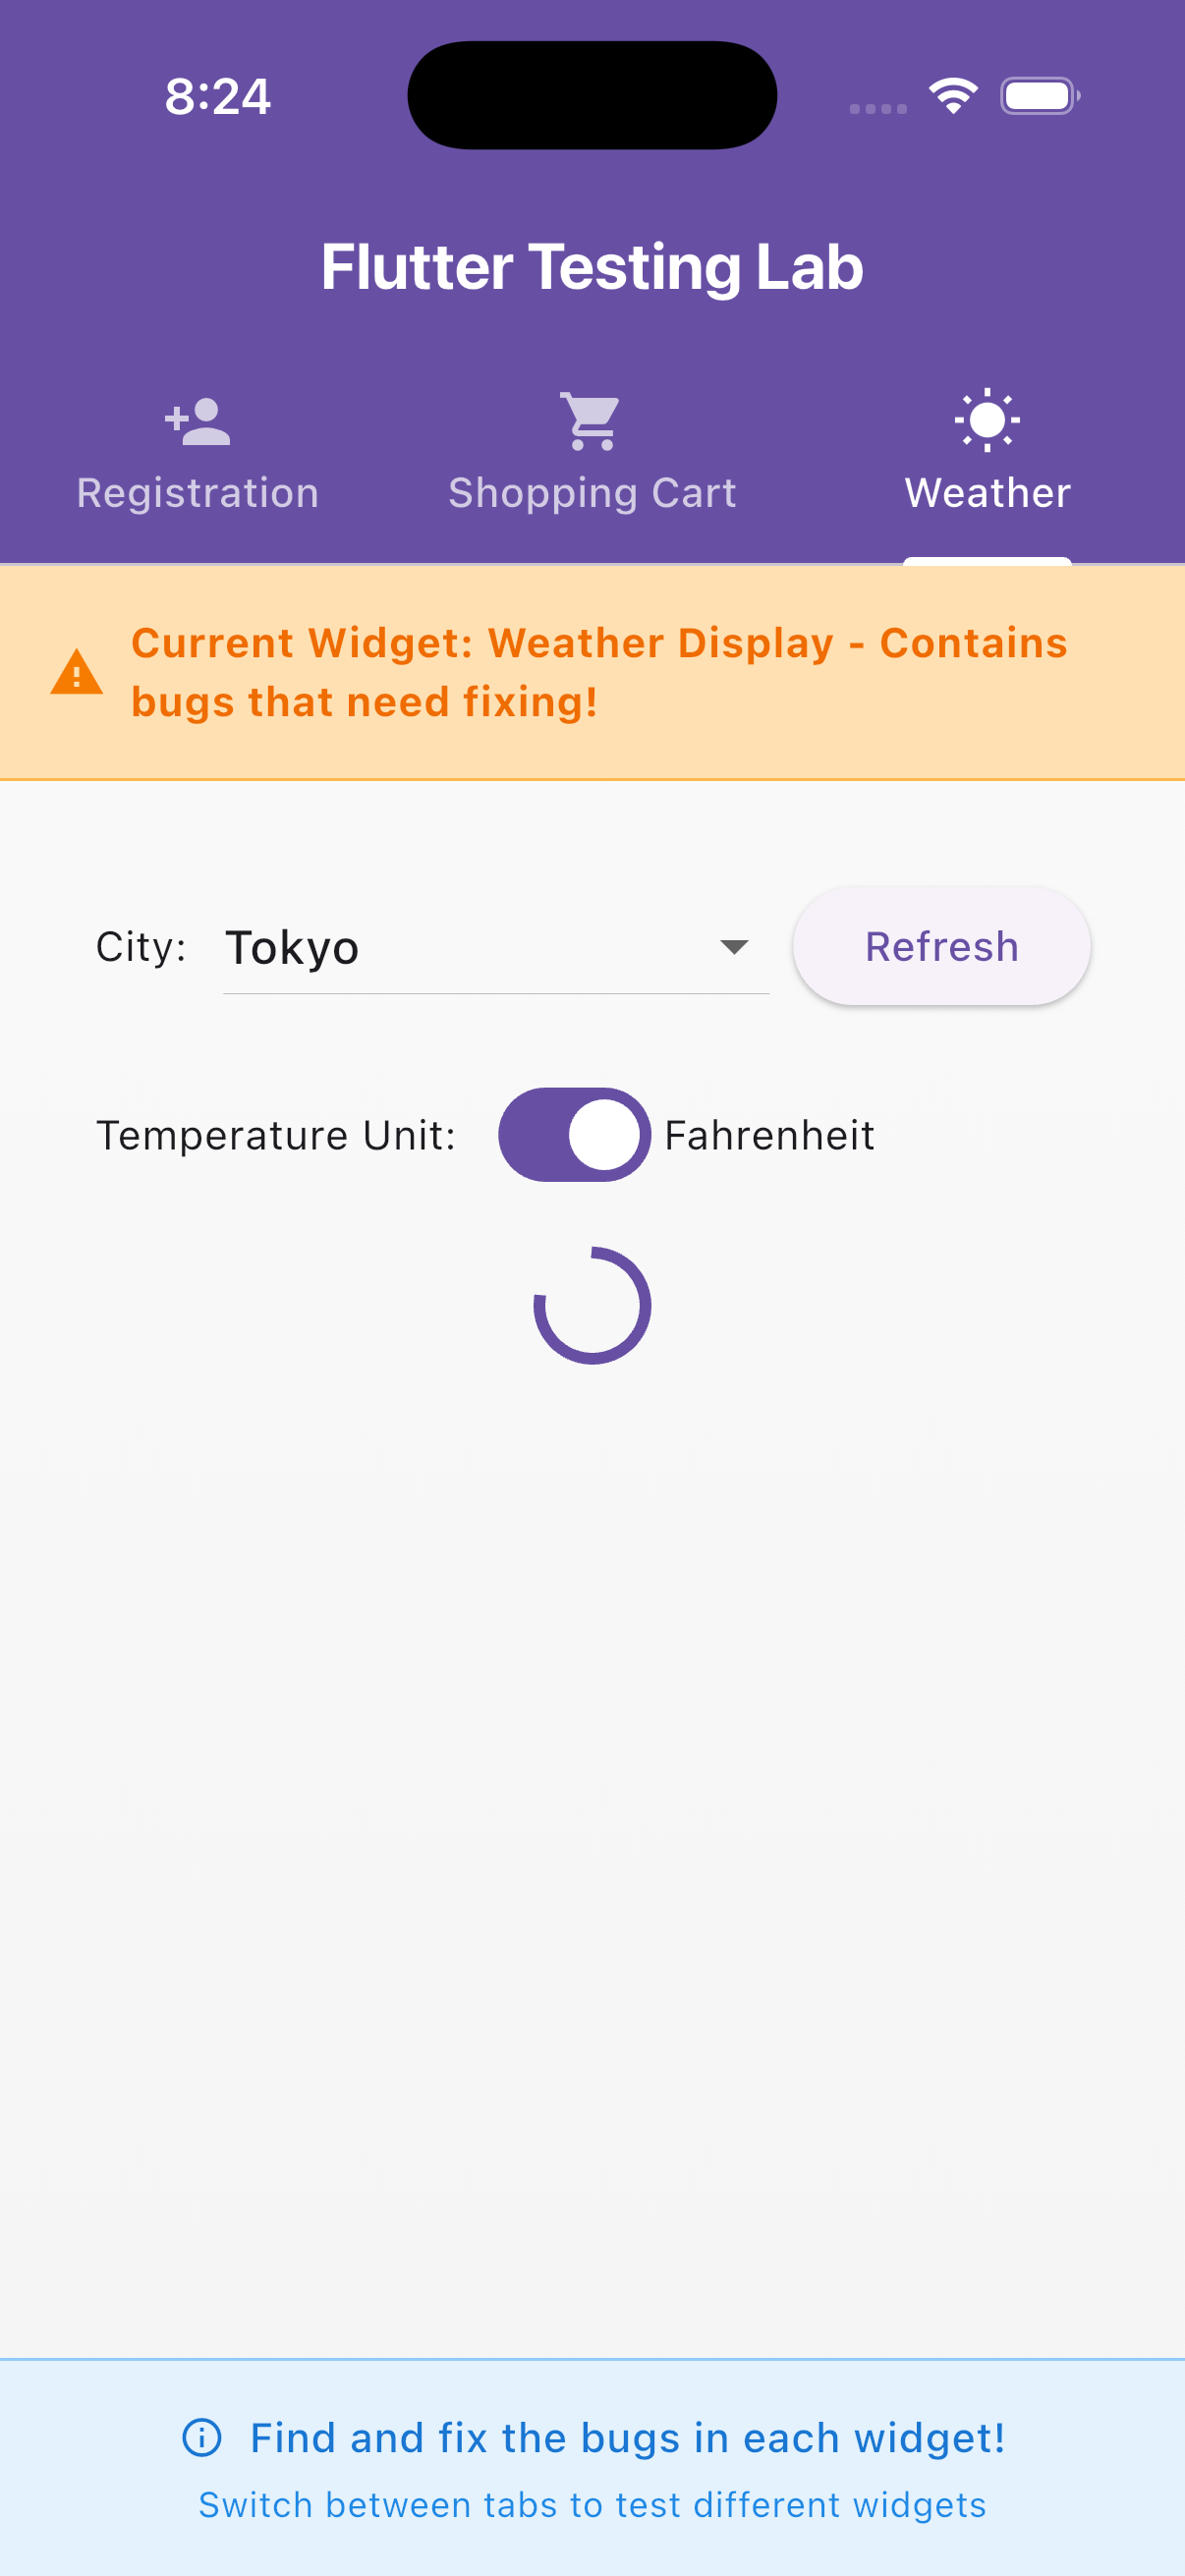 8:24
Flutter Testing Lab
Registration
Shopping Cart
Weather
Current Widget: Weather Display - Contains
bugs that need fixing!
City: Tokyo
Refresh
Temperature Unit: Fahrenheit
Find and fix the bugs in each widget!
Switch between tabs to test different widgets